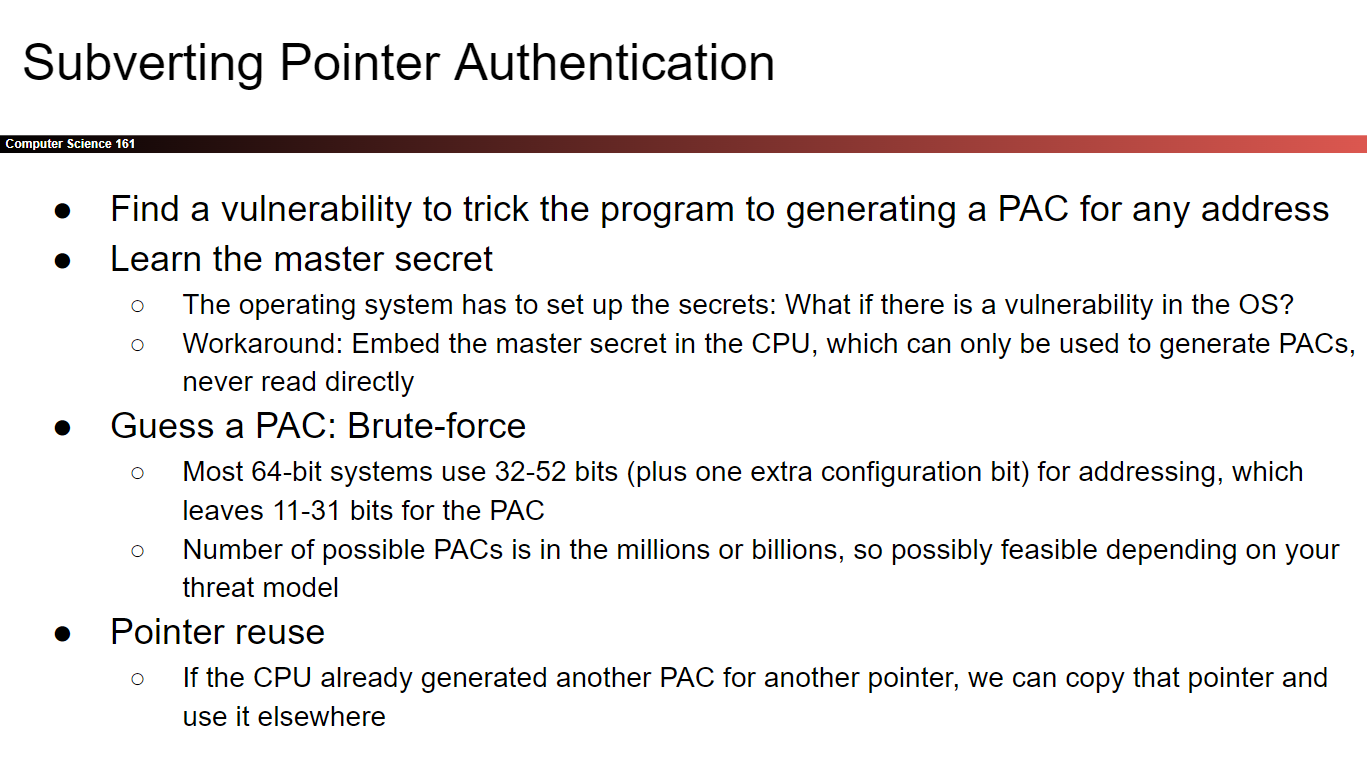 Subverting Pointer Authentication
Computer Science 161
● Find a vulnerability to trick the program to generating a PAC for any address
● Learn the master secret
○ The operating system has to set up the secrets: What if there is a vulnerability in the OS?
○ Workaround: Embed the master secret in the CPU, which can only be used to generate PACs,
never read directly
● Guess a PAC: Brute-force
○ Most 64-bit systems use 32-52 bits (plus one extra configuration bit) for addressing, which
leaves 11-31 bits for the PAC
○ Number of possible PACs is in the millions or billions, so possibly feasible depending on your
threat model
● Pointer reuse
○ If the CPU already generated another PAC for another pointer, we can copy that pointer and
use it elsewhere